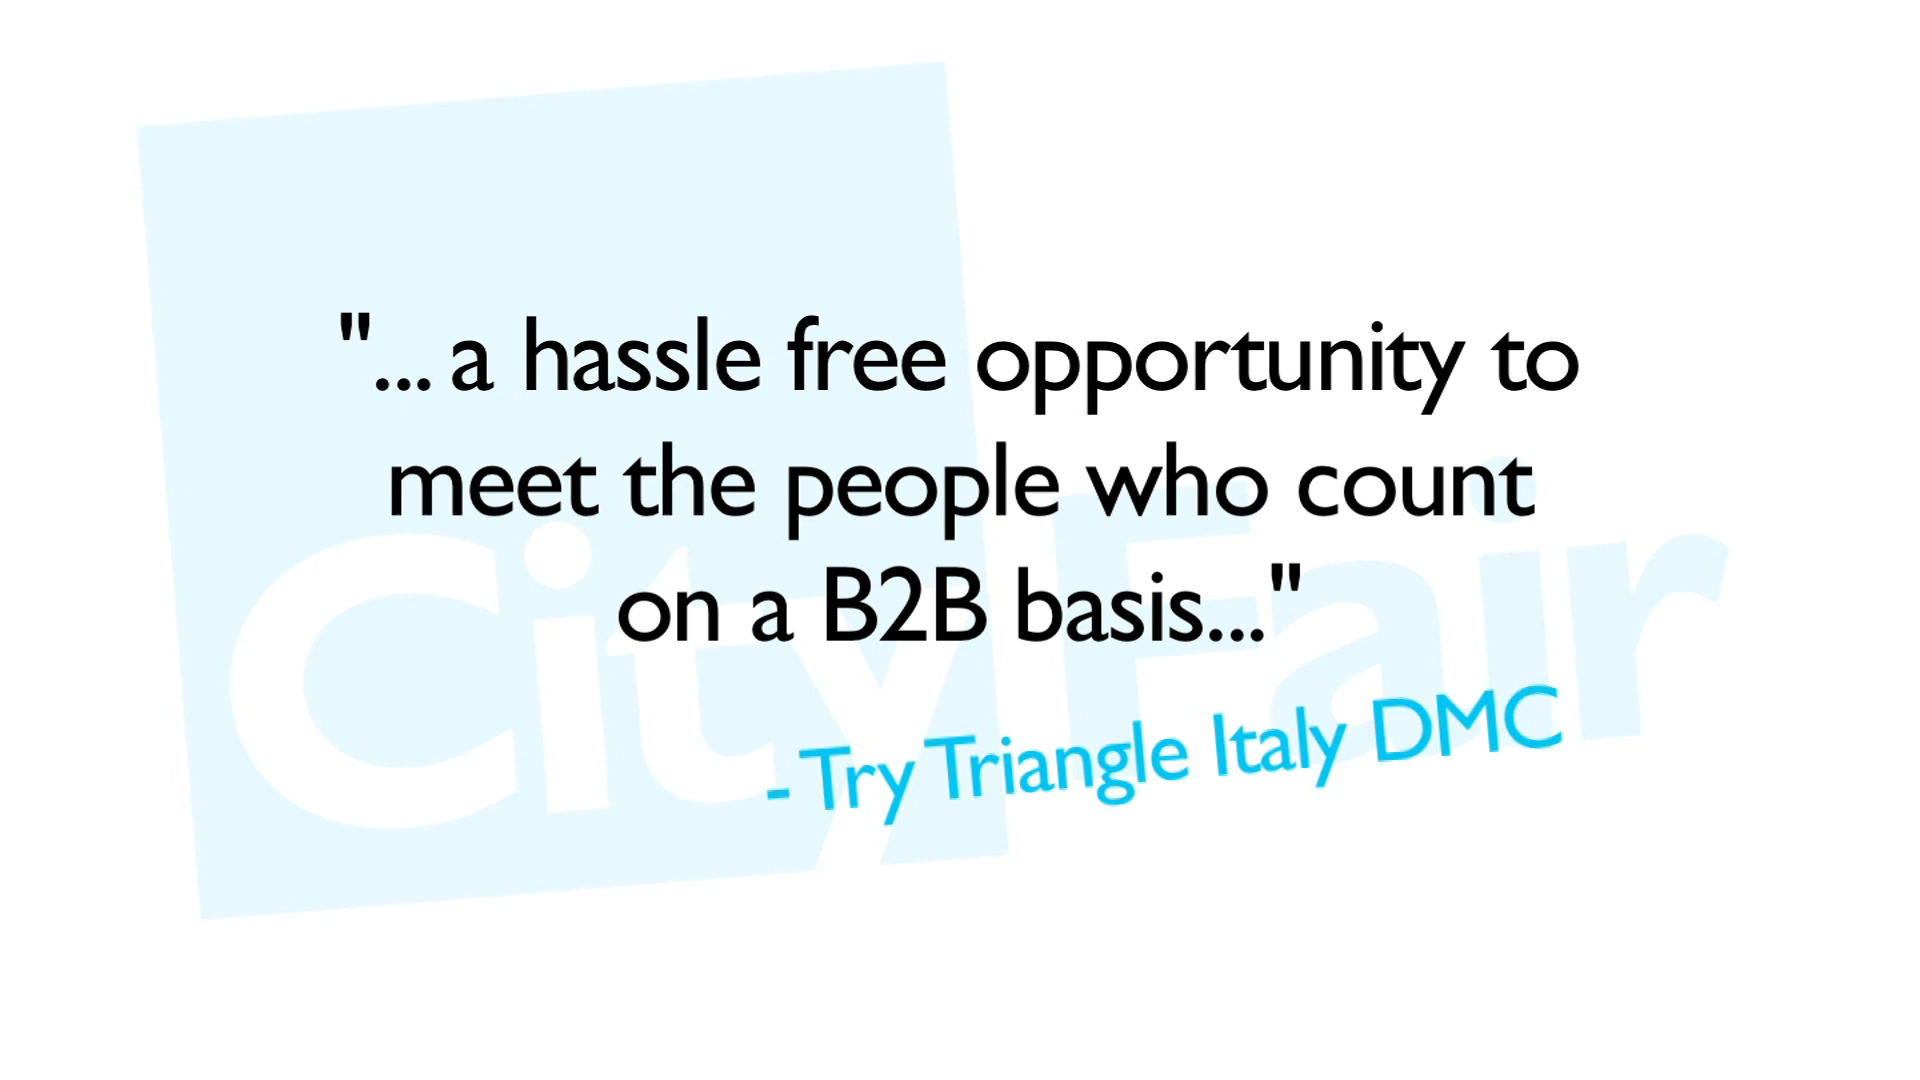 "... a hassle free opportunity to
meet the people who count
on a B2B basis..."
- Try Triangle Italy DMC
CityFair